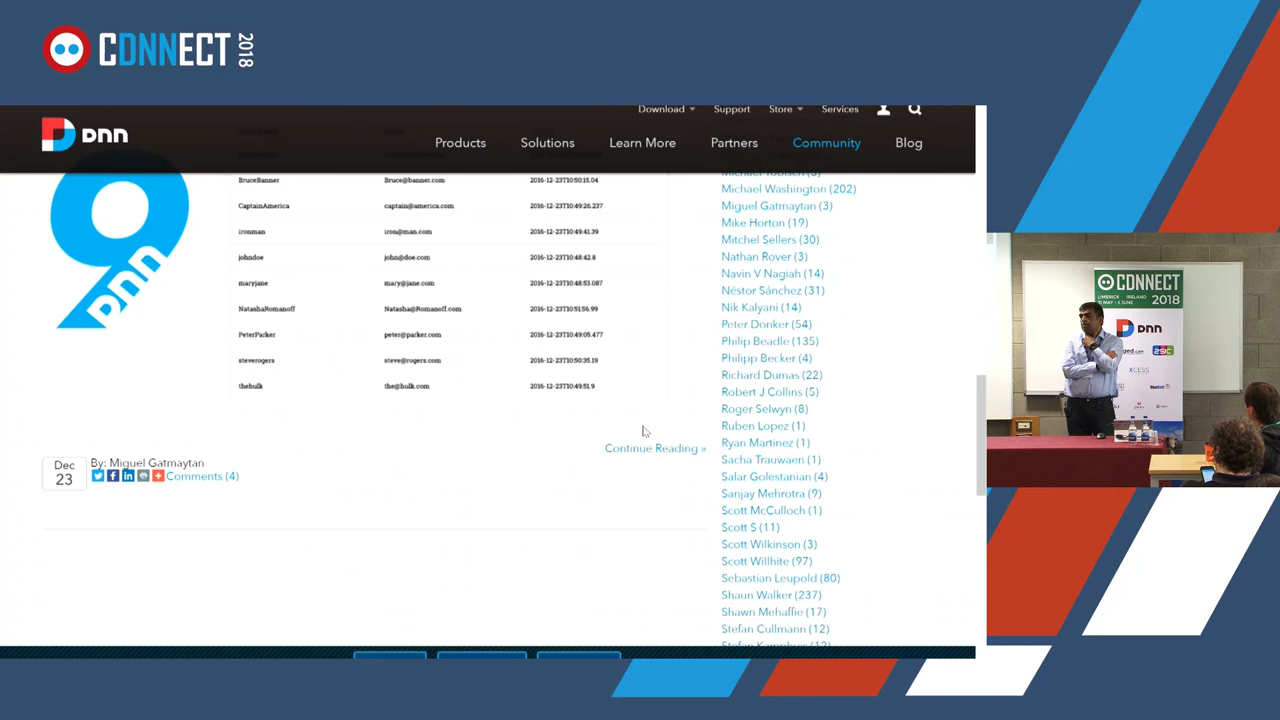 CDNNECT 2018
Download Support Store Services
DNN
Products Solutions Learn More Partners Community Blog
9
DNN
BruceBanner Bruce@banner.com 2016-12-23T10:50:15.04
CaptainAmerica captain@america.com 2016-12-23T10:49:26.237
ironman iron@man.com 2016-12-23T10:49:41.39
johndoe john@doe.com 2016-12-23T10:48:42.8
maryjane mary@jane.com 2016-12-23T10:48:53.087
NatashaRomanoff Natasha@Romanoff.com 2016-12-23T10:51:56.99
PeterParker peter@parker.com 2016-12-23T10:49:05.477
steverogers steve@rogers.com 2016-12-23T10:50:35.19
thehulk the@hulk.com 2016-12-23T10:49:51.9
Continue Reading »
Dec
23
By: Miguel Gatmaytan
Comments (4)
Michael Washington (202)
Miguel Gatmaytan (3)
Mike Horton (19)
Mitchel Sellers (30)
Nathan Rover (3)
Navin V Nagiah (14)
Néstor Sánchez (31)
Nik Kalyani (14)
Peter Donker (54)
Philip Beadle (135)
Philipp Becker (4)
Richard Dumas (22)
Robert J Collins (5)
Roger Selwyn (8)
Ruben Lopez (1)
Ryan Martinez (1)
Sacha Trauwaen (1)
Salar Golestanian (4)
Sanjay Mehrotra (9)
Scott McCulloch (1)
Scott S (11)
Scott Wilkinson (3)
Scott Willhite (97)
Sebastian Leupold (80)
Shaun Walker (237)
Shawn Mehaffie (17)
Stefan Cullmann (12)
CONNECT
LIMERICK - IRELAND
2018
DNN
2sic
XCESS